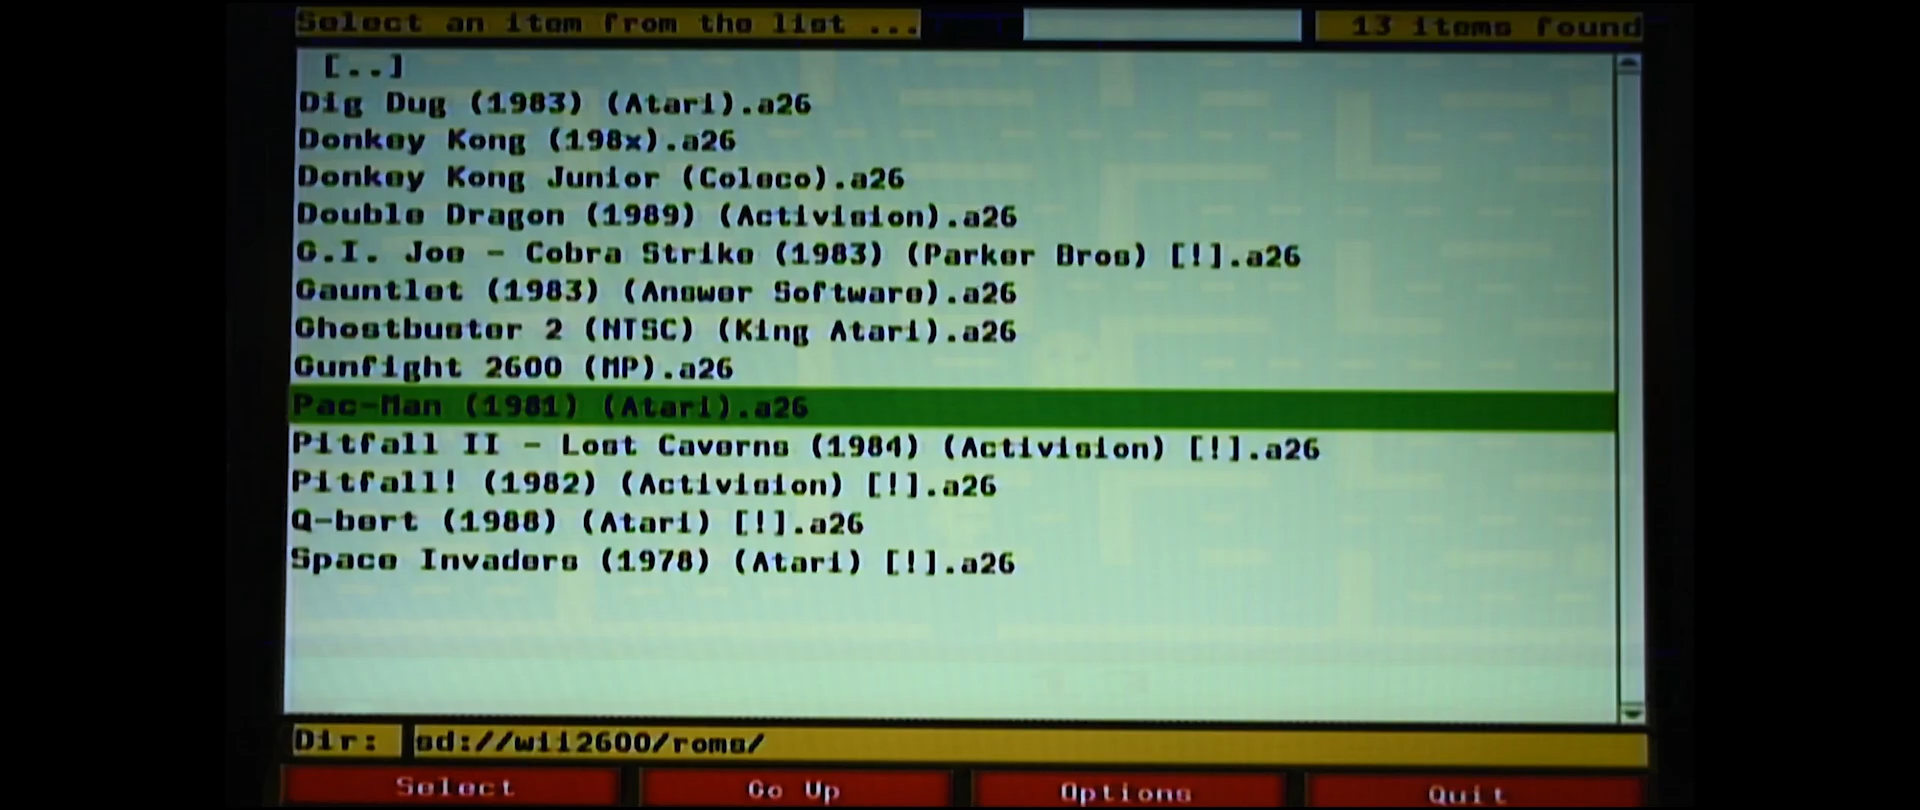 Select an item from the list ...
13 items found
[..]
Dig Dug (1983) (Atari).a26
Donkey Kong (198x).a26
Donkey Kong Junior (Coleco).a26
Double Dragon (1989) (Activision).a26
G.I. Joe - Cobra Strike (1983) (Parker Bros) [!].a26
Gauntlet (1983) (Answer Software).a26
Ghostbuster 2 (NTSC) (King Atari).a26
Gunfight 2600 (MP).a26
Pac-Man (1981) (Atari).a26
Pitfall II - Lost Caverns (1984) (Activision) [!].a26
Pitfall! (1982) (Activision) [!].a26
Q-bert (1988) (Atari) [!].a26
Space Invaders (1978) (Atari) [!].a26
Dir: sd://wii2600/roms/
Select
Go Up
Options
Quit